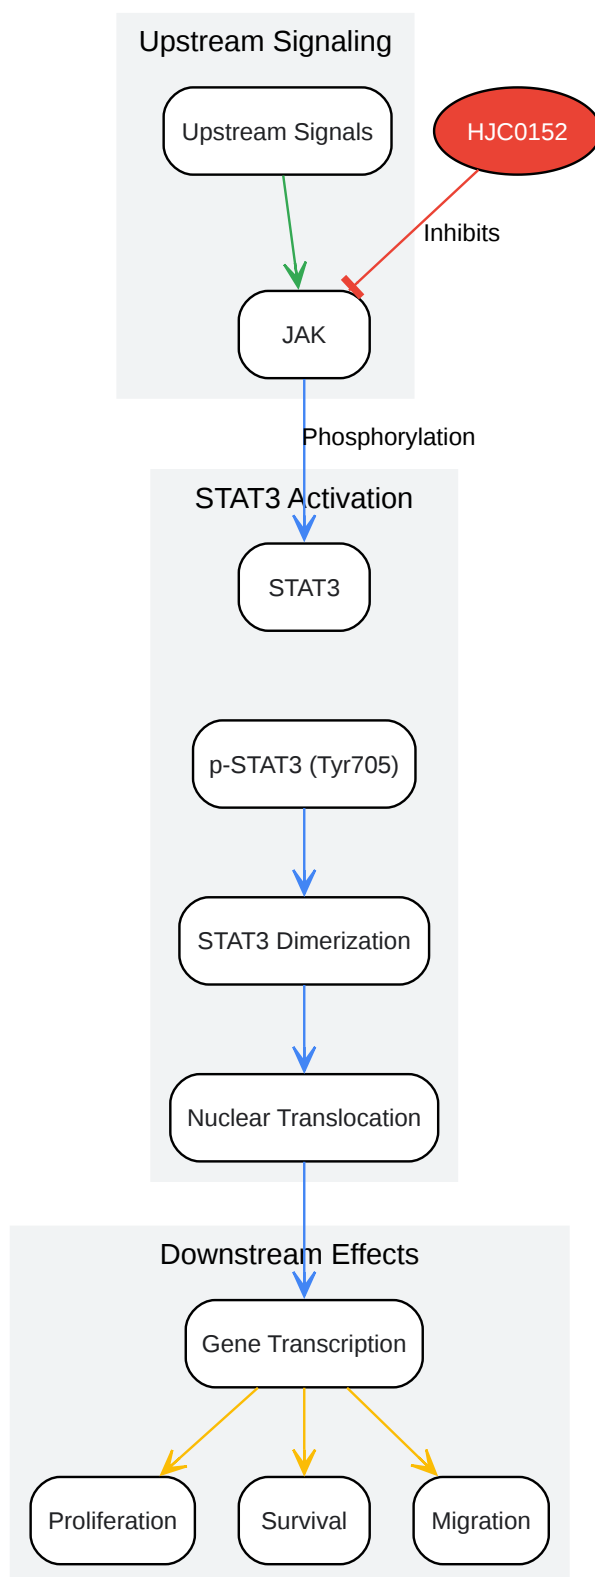 Upstream Signaling
Upstream Signals
HJC0152
Inhibits
JAK
Phosphorylation
STAT3 Activation
STAT3
p-STAT3 (Tyr705)
STAT3 Dimerization
Nuclear Translocation
Downstream Effects
Gene Transcription
Proliferation
Survival
Migration